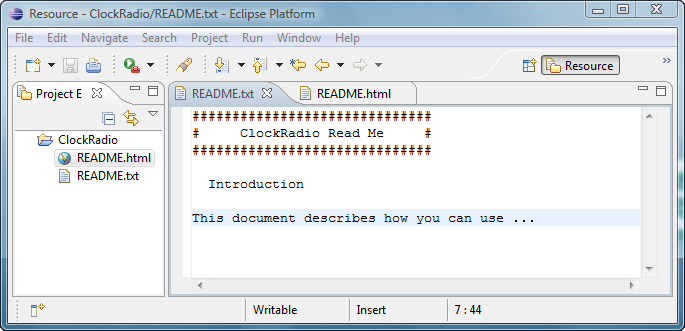 Resource - ClockRadio/README.txt - Eclipse Platform
File Edit Navigate Search Project Run Window Help
Resource
Project E
README.txt README.html
ClockRadio
README.html
README.txt
##############################
#     ClockRadio Read Me     #
##############################
Introduction
This document describes how you can use ...
Writable Insert 7 : 44